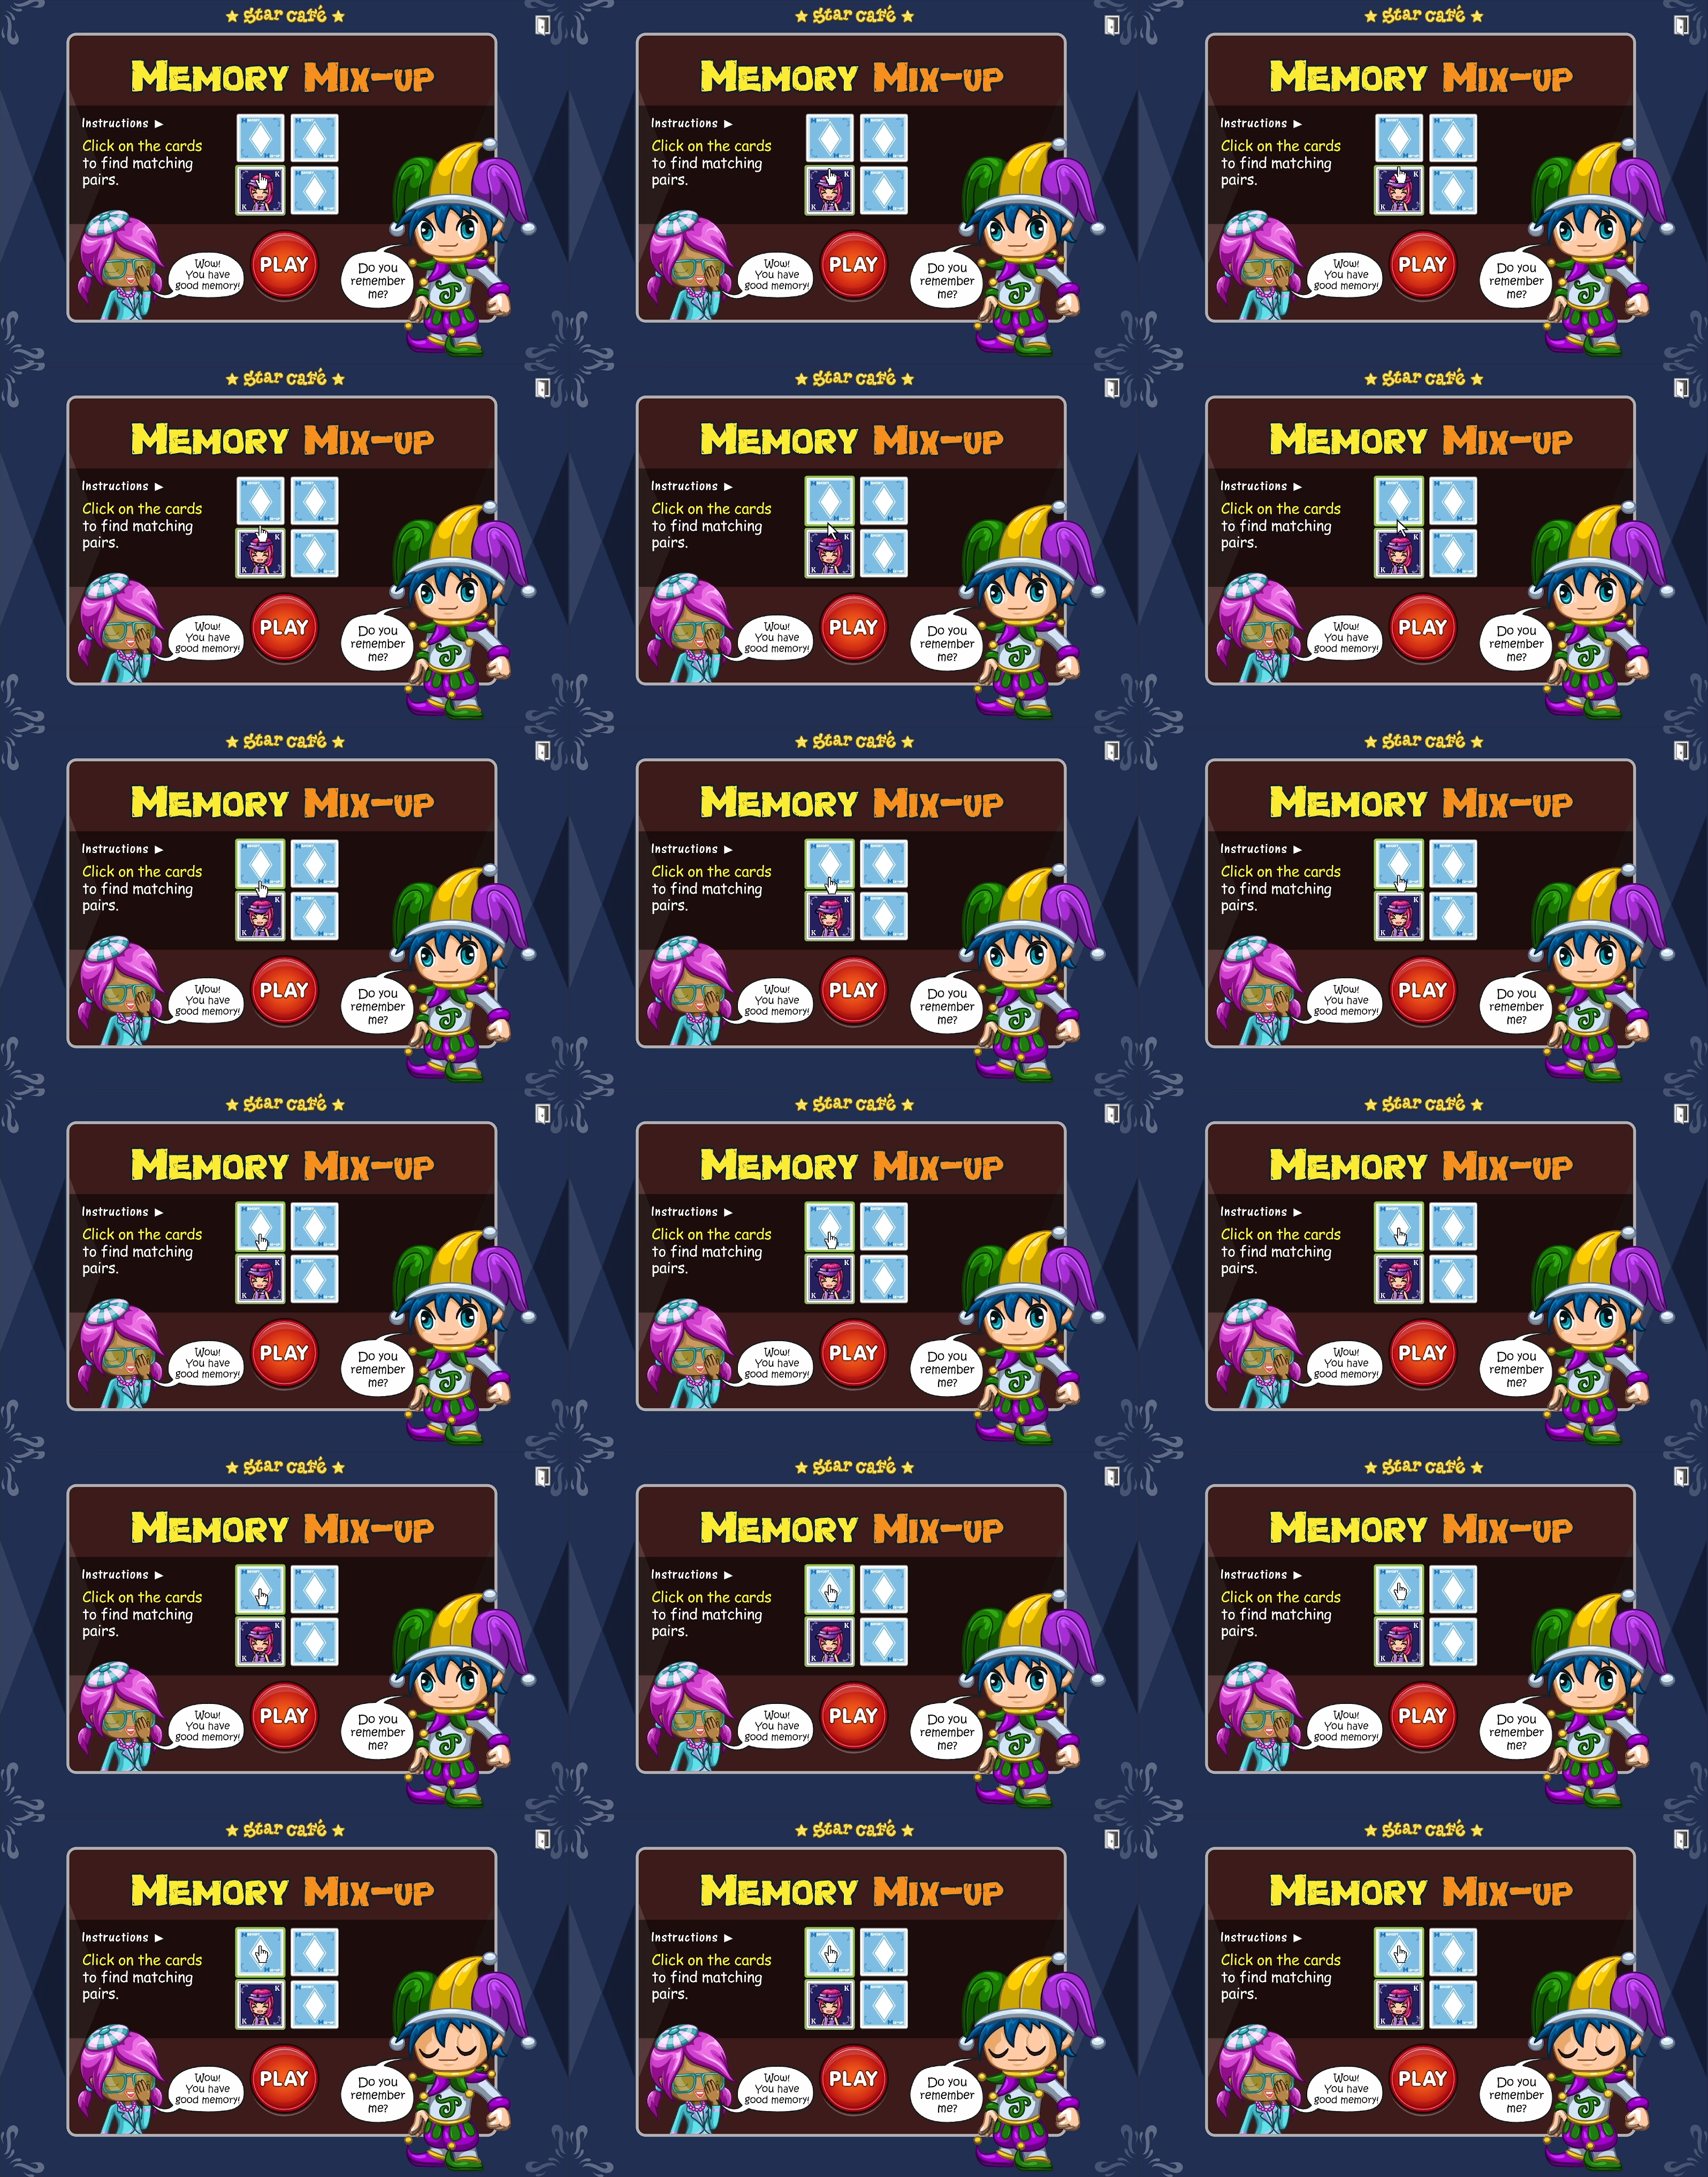 Star Café Star Café Star Café
Memory Mix-up Memory Mix-up Memory Mix-up
Instructions ▶ Instructions ▶ Instructions ▶
Click on the cards Click on the cards Click on the cards
to find matching to find matching to find matching
pairs. pairs. pairs.
Wow! Wow! Wow!
You have You have You have
good memory! good memory! good memory!
PLAY PLAY PLAY
Do you Do you Do you
remember remember remember
me? me? me?
Star Café Star Café Star Café
Memory Mix-up Memory Mix-up Memory Mix-up
Instructions ▶ Instructions ▶ Instructions ▶
Click on the cards Click on the cards Click on the cards
to find matching to find matching to find matching
pairs. pairs. pairs.
Wow! Wow! Wow!
You have You have You have
good memory! good memory! good memory!
PLAY PLAY PLAY
Do you Do you Do you
remember remember remember
me? me? me?
Star Café Star Café Star Café
Memory Mix-up Memory Mix-up Memory Mix-up
Instructions ▶ Instructions ▶ Instructions ▶
Click on the cards Click on the cards Click on the cards
to find matching to find matching to find matching
pairs. pairs. pairs.
Wow! Wow! Wow!
You have You have You have
good memory! good memory! good memory!
PLAY PLAY PLAY
Do you Do you Do you
remember remember remember
me? me? me?
Star Café Star Café Star Café
Memory Mix-up Memory Mix-up Memory Mix-up
Instructions ▶ Instructions ▶ Instructions ▶
Click on the cards Click on the cards Click on the cards
to find matching to find matching to find matching
pairs. pairs. pairs.
Wow! Wow! Wow!
You have You have You have
good memory! good memory! good memory!
PLAY PLAY PLAY
Do you Do you Do you
remember remember remember
me? me? me?
Star Café Star Café Star Café
Memory Mix-up Memory Mix-up Memory Mix-up
Instructions ▶ Instructions ▶ Instructions ▶
Click on the cards Click on the cards Click on the cards
to find matching to find matching to find matching
pairs. pairs. pairs.
Wow! Wow! Wow!
You have You have You have
good memory! good memory! good memory!
PLAY PLAY PLAY
Do you Do you Do you
remember remember remember
me? me? me?
Star Café Star Café Star Café
Memory Mix-up Memory Mix-up Memory Mix-up
Instructions ▶ Instructions ▶ Instructions ▶
Click on the cards Click on the cards Click on the cards
to find matching to find matching to find matching
pairs. pairs. pairs.
Wow! Wow! Wow!
You have You have You have
good memory! good memory! good memory!
PLAY PLAY PLAY
Do you Do you Do you
remember remember remember
me? me? me?